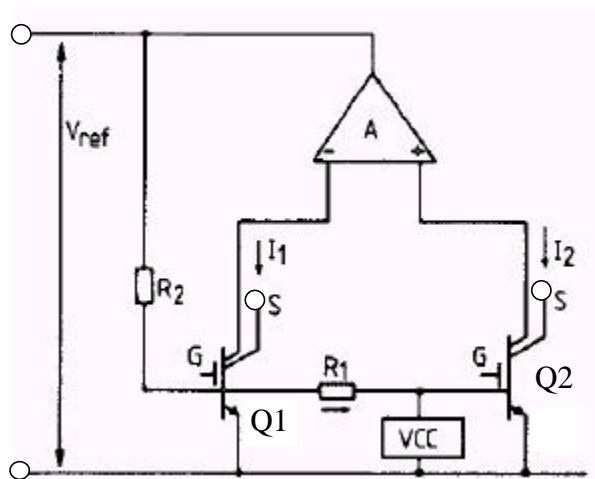 A
- +
Vref
I1
I2
S
S
R2
G
R1
G
Q2
Q1
VCC